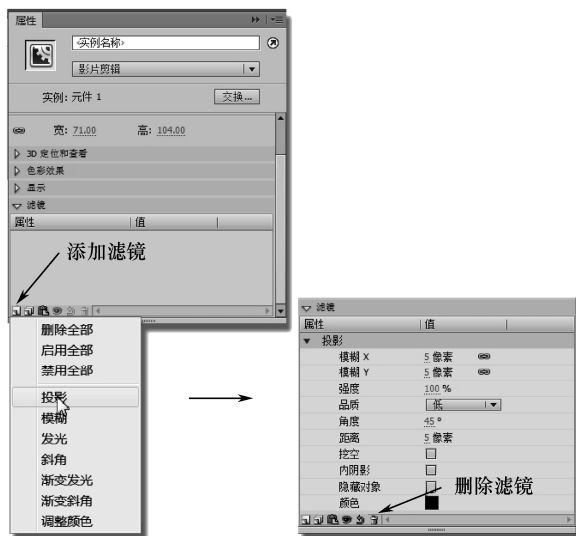 属性
<实例名称>
影片剪辑
实例: 元件 1
交换...
宽: 71.00 高: 104.00
3D 定位和查看
色彩效果
显示
滤镜
属性 值
添加滤镜
删除全部
启用全部
禁用全部
投影
模糊
发光
斜角
渐变发光
渐变斜角
调整颜色
滤镜
属性 值
投影
模糊 X 5 像素
模糊 Y 5 像素
强度 100 %
品质 低
角度 45 °
距离 5 像素
挖空
内阴影
隐藏对象
颜色
删除滤镜